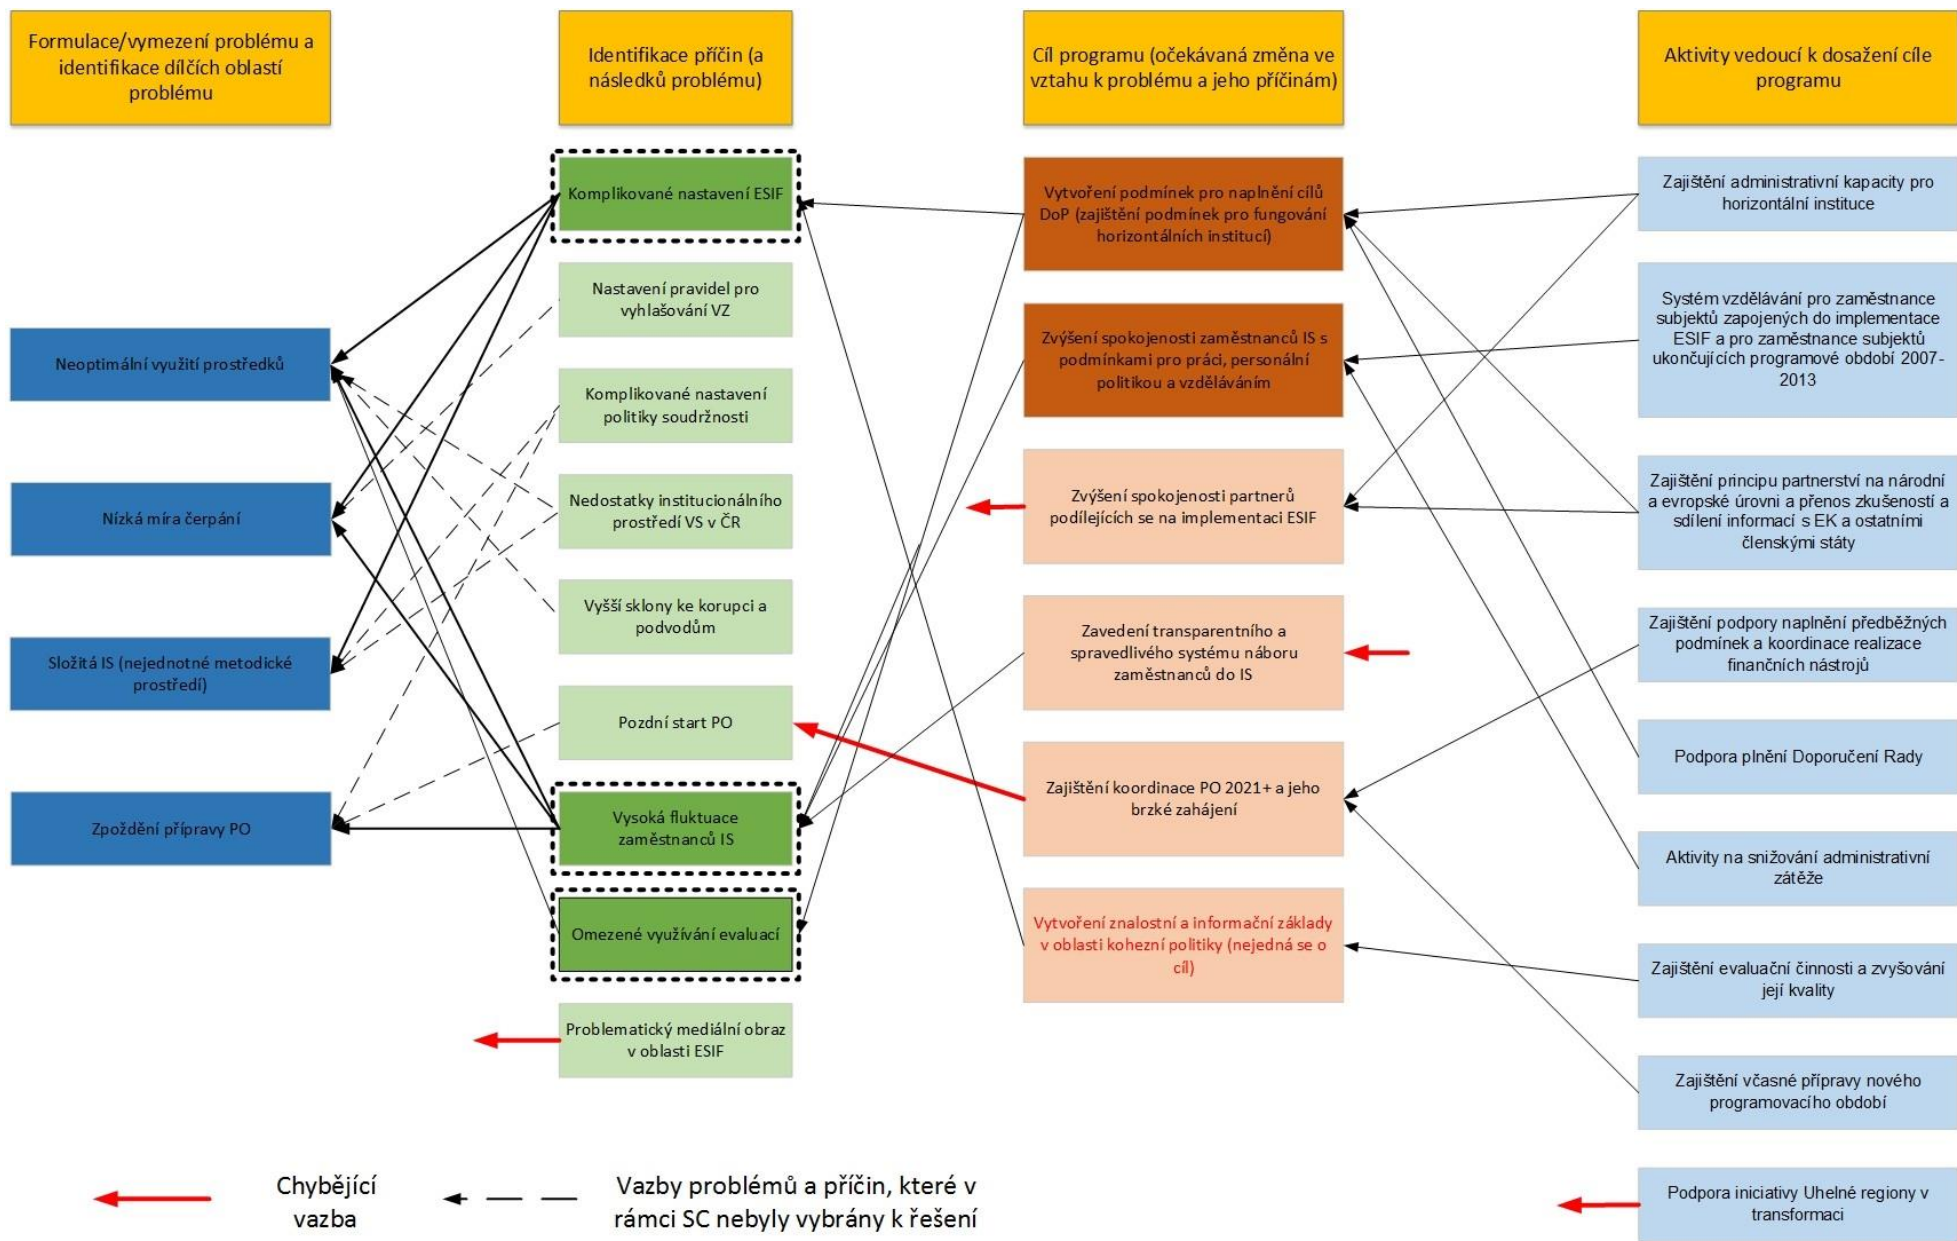 Formulace/vymezení problému a
identifikace dílčích oblastí
problému
Neoptimální využití prostředků
Nízká míra čerpání
Složitá IS (nejednotné metodické
prostředí)
Zpoždění přípravy PO
Identifikace příčin (a
následků problému)
Komplikované nastavení ESIF
Nastavení pravidel pro
vyhlašování VZ
Komplikované nastavení
politiky soudržnosti
Nedostatky institucionálního
prostředí VS v ČR
Vyšší sklony ke korupci a
podvodům
Pozdní start PO
Vysoká fluktuace
zaměstnanců IS
Omezené využívání evaluací
Problematický mediální obraz
v oblasti ESIF
Cíl programu (očekávaná změna ve
vztahu k problému a jeho příčinám)
Vytvoření podmínek pro naplnění cílů
DoP (zajištění podmínek pro fungování
horizontálních institucí)
Zvýšení spokojenosti zaměstnanců IS s
podmínkami pro práci, personální
politikou a vzděláváním
Zvýšení spokojenosti partnerů
podílejících se na implementaci ESIF
Zavedení transparentního a
spravedlivého systému náboru
zaměstnanců do IS
Zajištění koordinace PO 2021+ a jeho
brzké zahájení
Vytvoření znalostní a informační základy
v oblasti kohezní politiky (nejedná se o
cíl)
Aktivity vedoucí k dosažení cíle
programu
Zajištění administrativní kapacity pro
horizontální instituce
Systém vzdělávání pro zaměstnance
subjektů zapojených do implementace
ESIF a pro zaměstnance subjektů
ukončujících programové období 2007-
2013
Zajištění principu partnerství na národní
a evropské úrovni a přenos zkušeností a
sdílení informací s EK a ostatními
členskými státy
Zajištění podpory naplnění předběžných
podmínek a koordinace realizace
finančních nástrojů
Podpora plnění Doporučení Rady
Aktivity na snižování administrativní
zátěže
Zajištění evaluační činnosti a zvyšování
její kvality
Zajištění včasné přípravy nového
programovacího období
Podpora iniciativy Uhelné regiony v
transformaci
Chybějící
vazba
Vazby problémů a příčin, které v
rámci SC nebyly vybrány k řešení